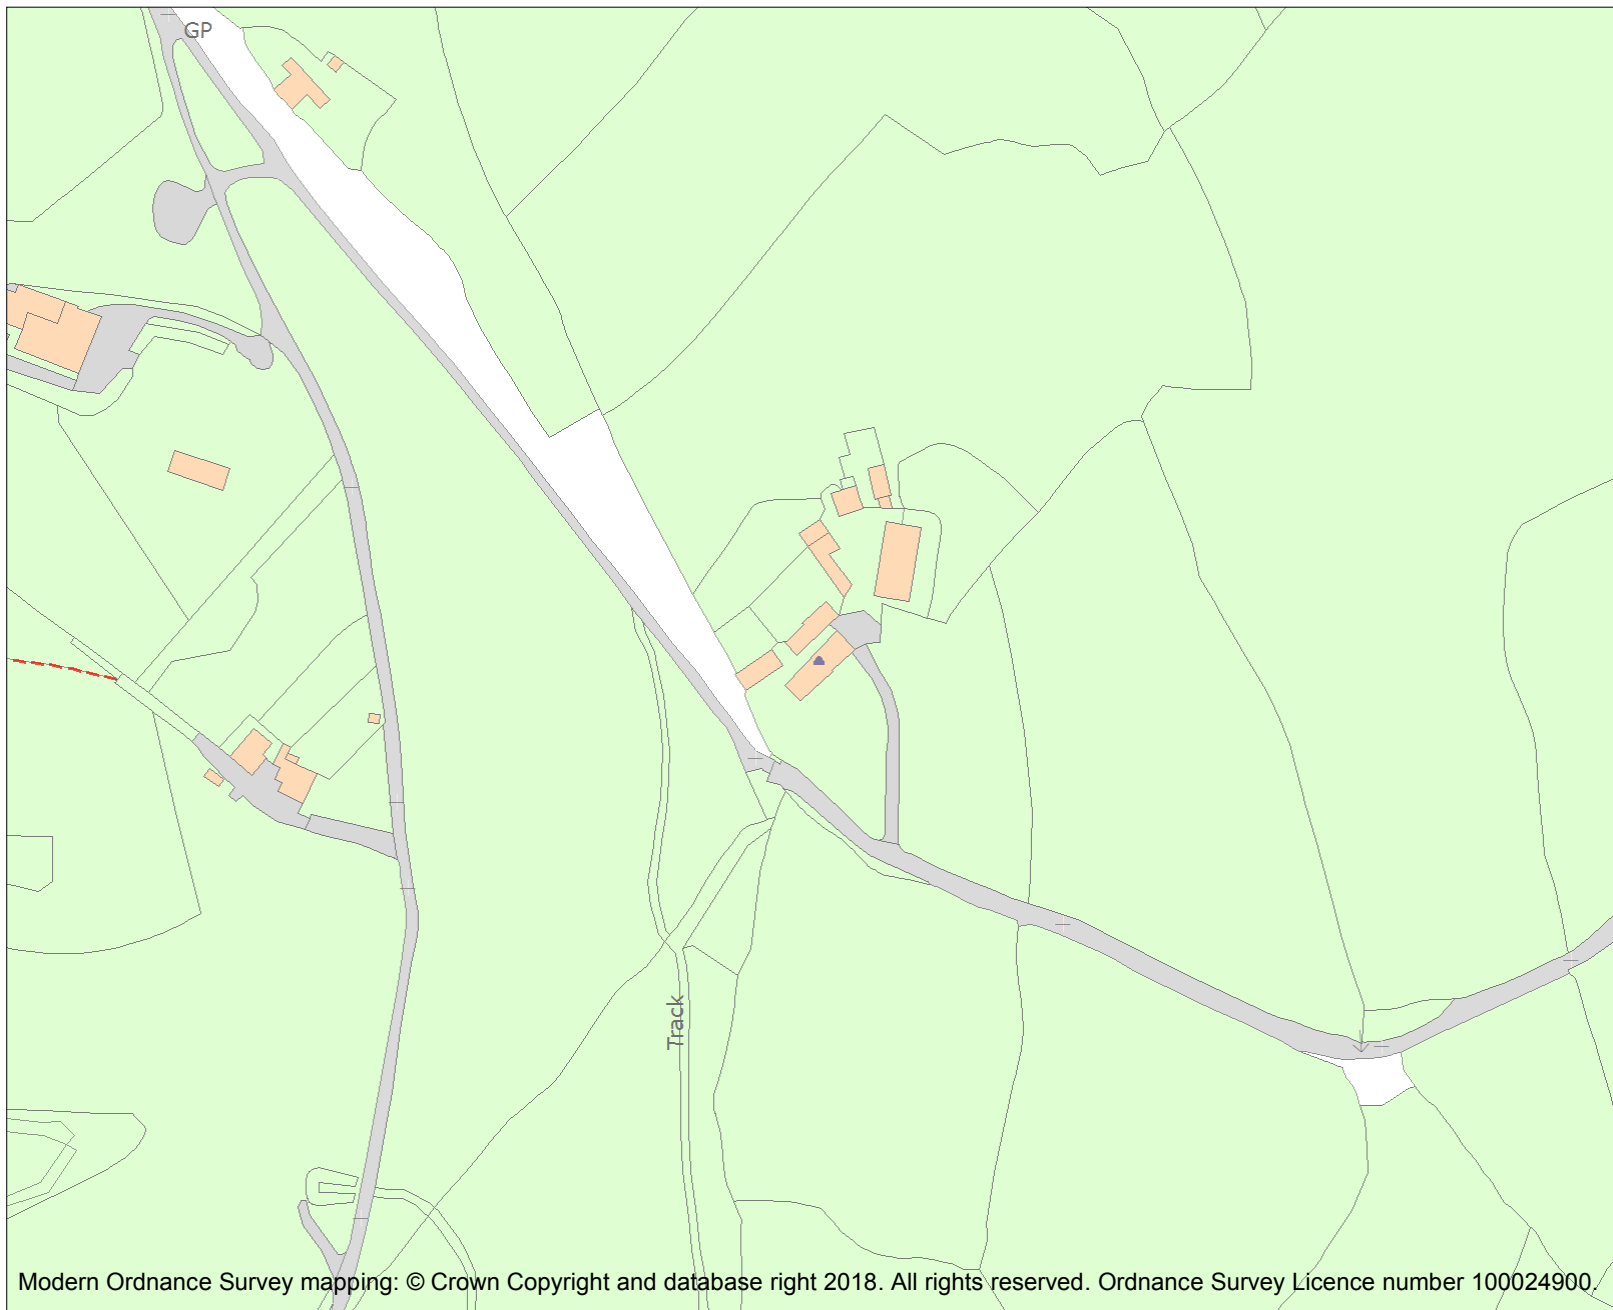 GP
Track
Modern Ordnance Survey mapping: © Crown Copyright and database right 2018. All rights reserved. Ordnance Survey Licence number 100024900.